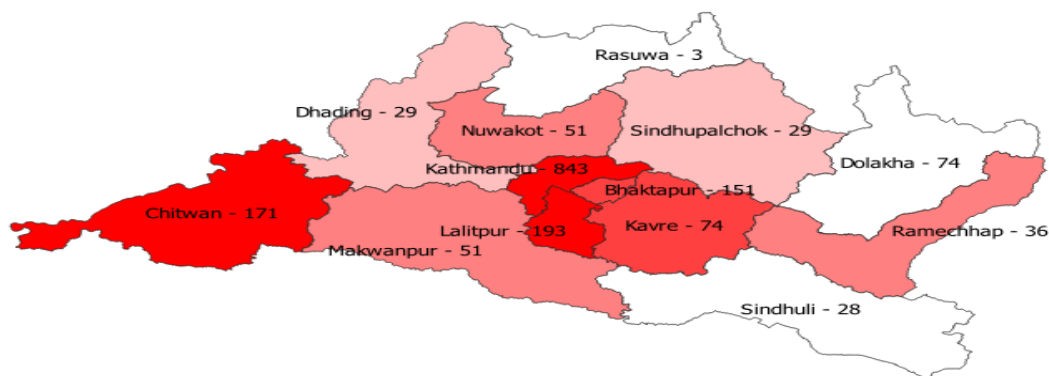 Rasuwa - 3
Dhading - 29
Nuwakot - 51
Sindhupalchok - 29
Dolakha - 74
Kathmandu - 843
Bhaktapur - 151
Chitwan - 171
Lalitpur - 193
Kavre - 74
Ramechhap - 36
Makwanpur - 51
Sindhuli - 28